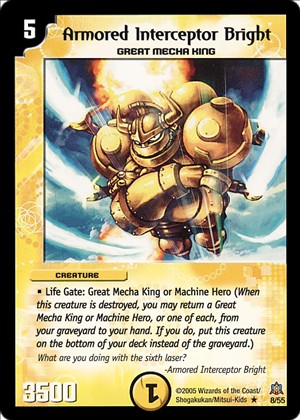 5
Armored Interceptor Bright
GREAT MECHA KING
CREATURE
▪ Life Gate: Great Mecha King or Machine Hero (When
this creature is destroyed, you may return a Great
Mecha King or Machine Hero, or one of each, from
your graveyard to your hand. If you do, put this creature
on the bottom of your deck instead of the graveyard.)
What are you doing with the sixth laser?
-Armored Interceptor Bright
3500
1
©2005 Wizards of the Coast/
Shogakukan/Mitsui-Kids ★ 8/55